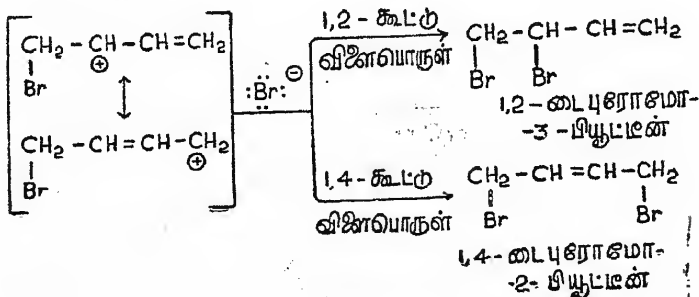 CH₂ - CH - CH=CH₂
⊕
Br
↕
CH₂ - CH=CH - CH₂
⊕
Br
:B̤̈r: ⊖
1,2 - கூட்டு
விளைபொருள்
CH₂ - CH - CH=CH₂
Br Br
1,2 - டைபுரோமோ-
-3 - பியூட்டீன்
1,4 - கூட்டு
விளைபொருள்
CH₂ - CH=CH - CH₂
Br Br
1,4 - டைபுரோமோ-
-2- பியூட்டீன்